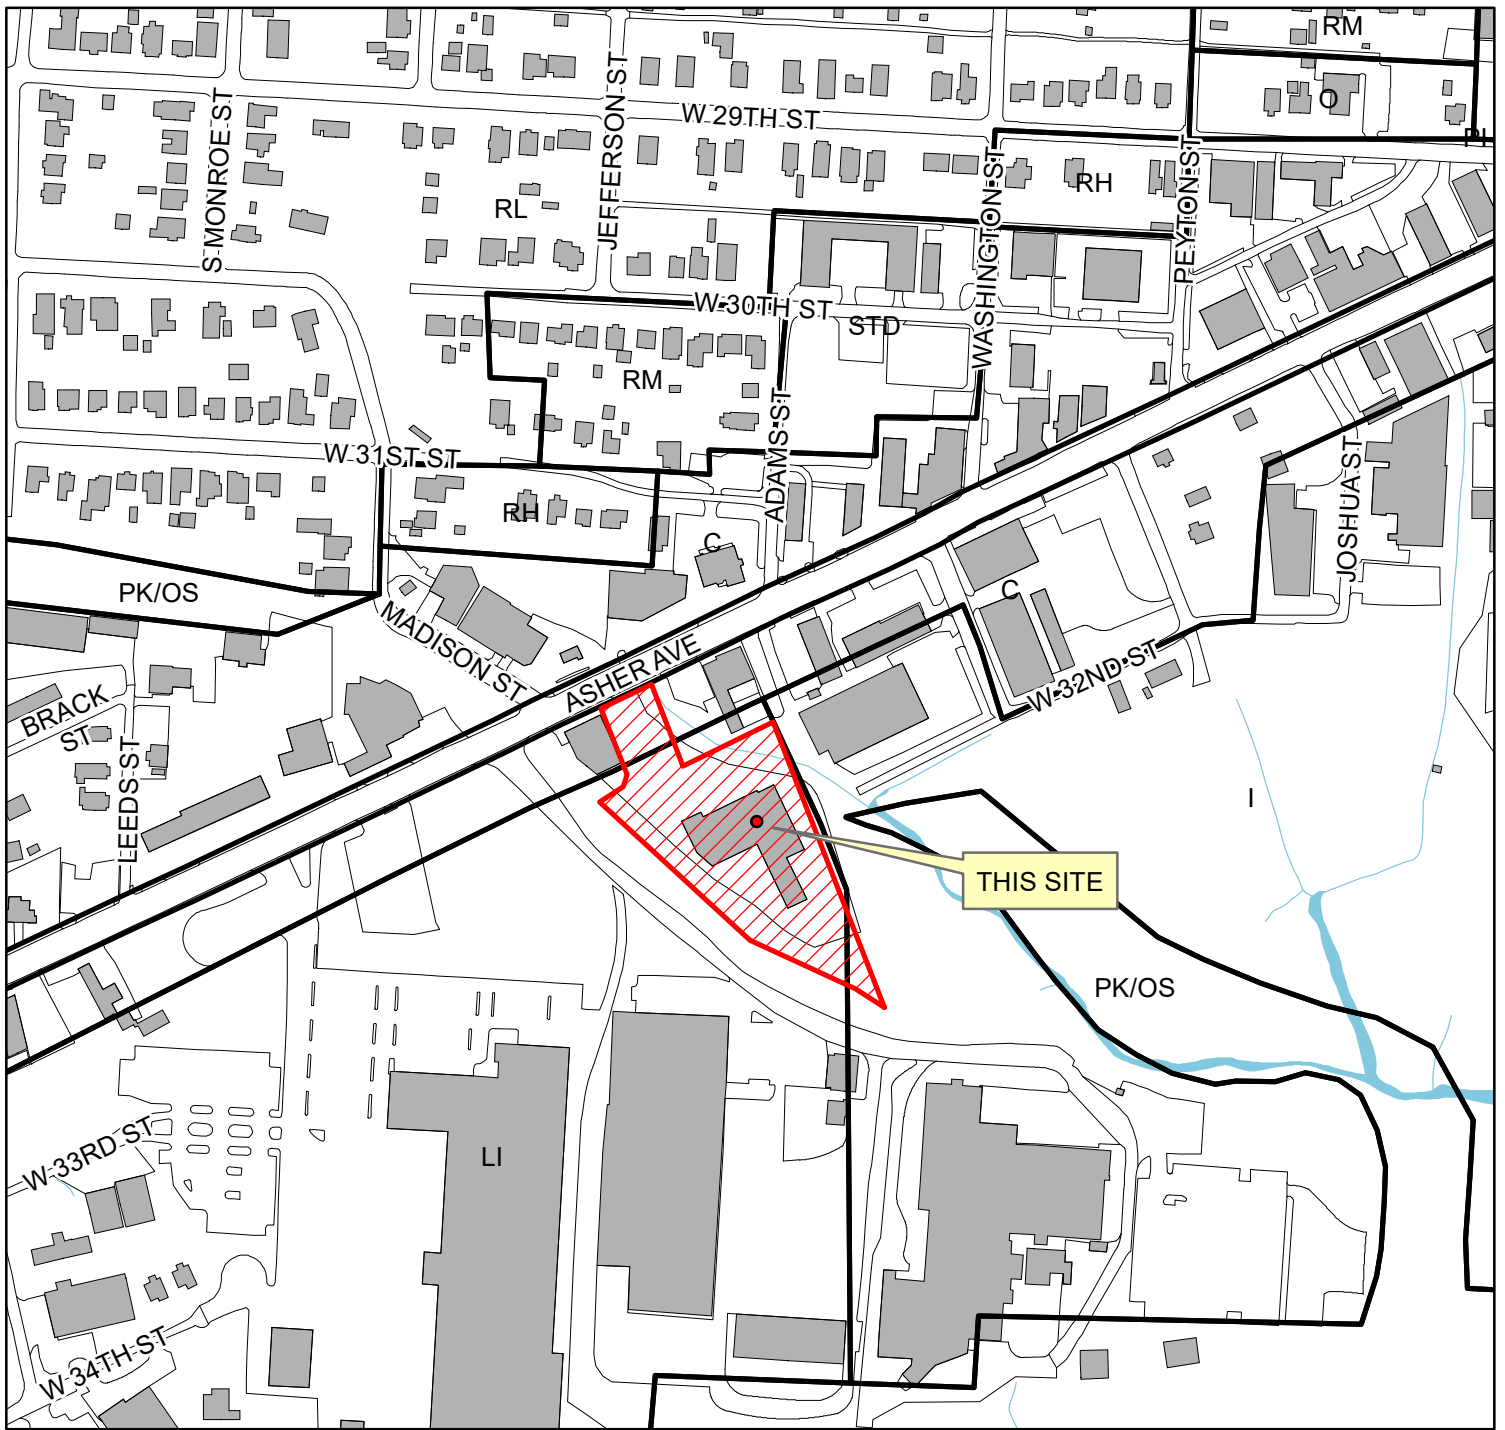 RM
O
W 29TH ST
JEFFERSON ST
S MONROE ST
RL
RH
WASHINGTON ST
PEYTON ST
W 30TH ST
STD
RM
ADAMS ST
W 31ST ST
RH
C
JOSHUA ST
PK/OS
C
MADISON ST
ASHER AVE
W 32ND ST
BRACK
ST
LEEDS ST
I
THIS SITE
PK/OS
W 33RD ST
LI
W 34TH ST